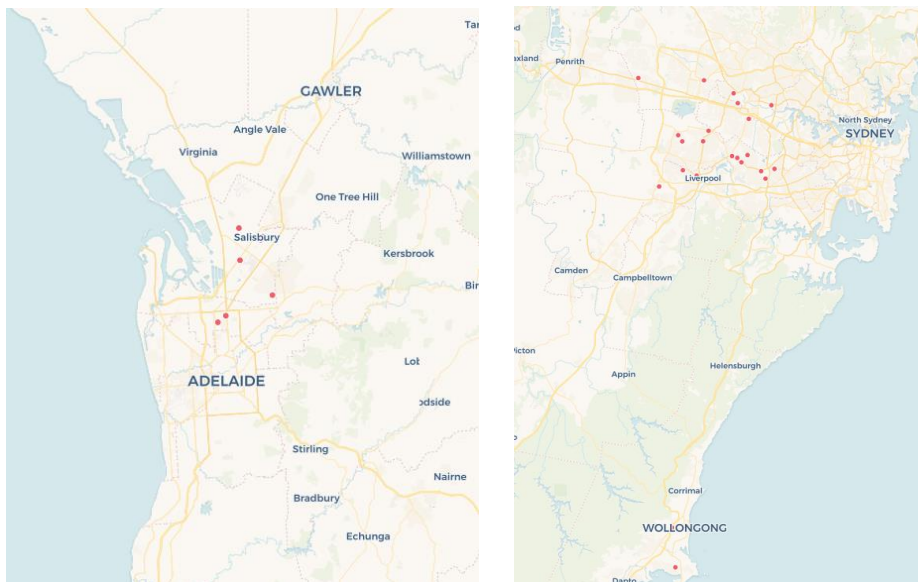 Tar
GAWLER
Angle Vale
Virginia
Williamstown
One Tree Hill
Salisbury
Kersbrook
Bir
Lob
ADELAIDE
odside
Stirling
Nairne
Bradbury
Echunga
d
axland
Penrith
North Sydney
SYDNEY
Liverpool
Camden
Campbelltown
Picton
Appin
Helensburgh
Corrimal
WOLLONGONG
Dapto